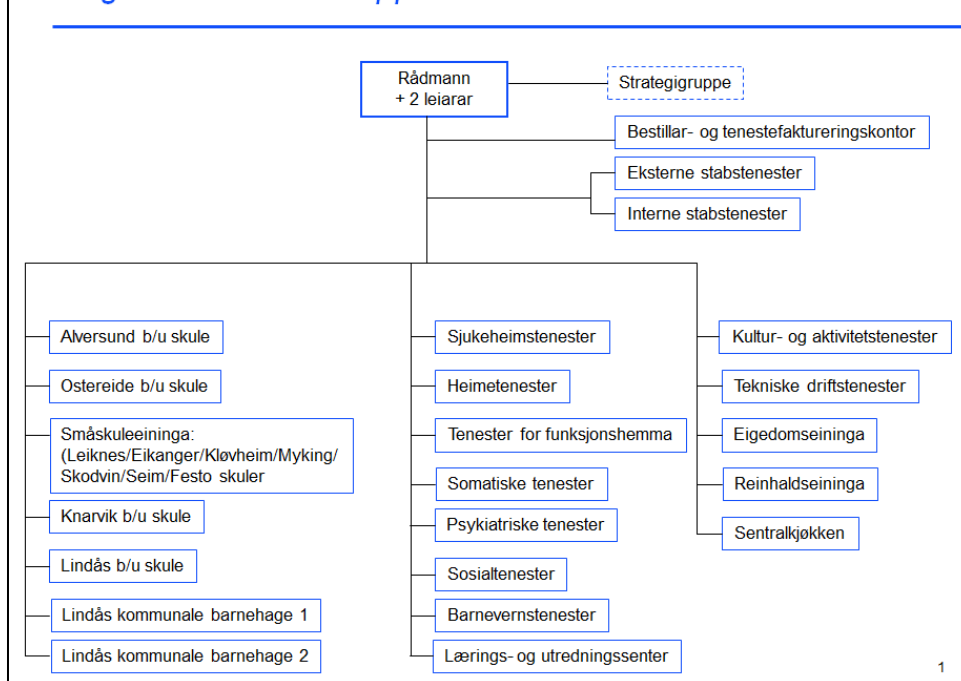 Rådmann
+ 2 leiarar
Strategigruppe
Bestillar- og tenestefaktureringskontor
Eksterne stabstenester
Interne stabstenester
Alversund b/u skule
Ostereide b/u skule
Småskuleeininga:
(Leiknes/Eikanger/Kløvheim/Myking/
Skodvin/Seim/Festo skuler
Knarvik b/u skule
Lindås b/u skule
Lindås kommunale barnehage 1
Lindås kommunale barnehage 2
Sjukeheimstenester
Heimetenester
Tenester for funksjonshemma
Somatiske tenester
Psykiatriske tenester
Sosialtenester
Barnevernstenester
Lærings- og utredningssenter
Kultur- og aktivitetstenester
Tekniske driftstenester
Eigedomseininga
Reinhaldseininga
Sentralkjøkken
1